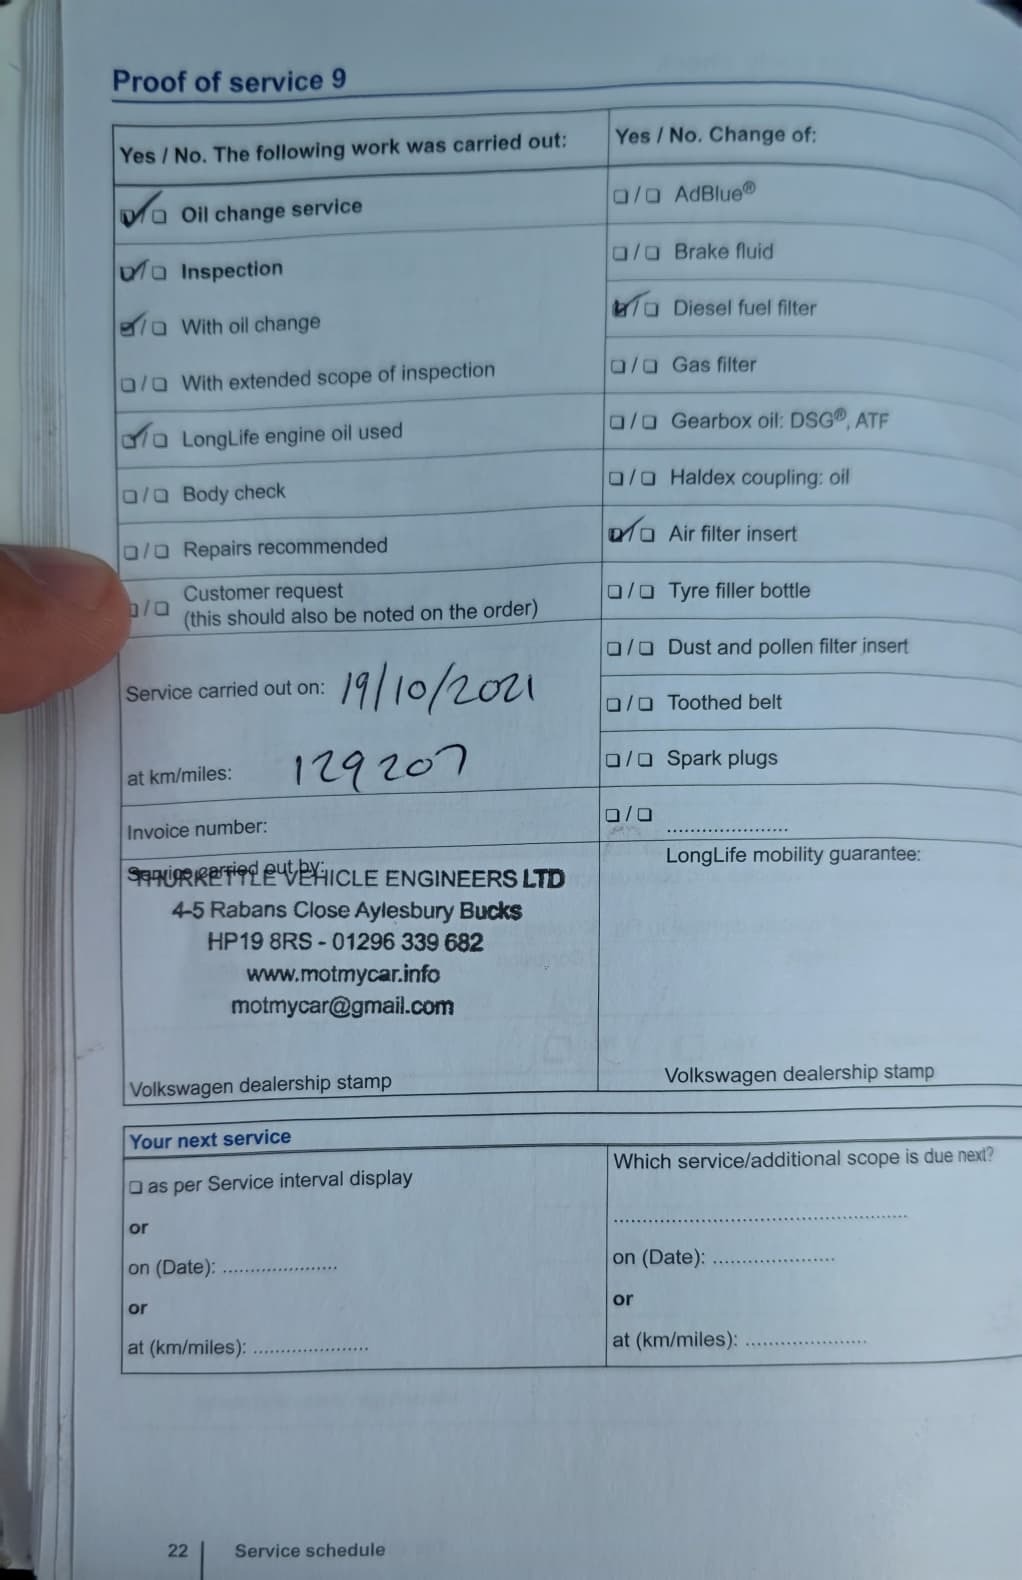 Proof of service 9
Yes / No. The following work was carried out:
Oil change service
Inspection
With oil change
With extended scope of inspection
LongLife engine oil used
Body check
Repairs recommended
Customer request
(this should also be noted on the order)
Service carried out on: 19/10/2021
at km/miles: 129207
Invoice number:
Service carried out by:
THURKETTLE VEHICLE ENGINEERS LTD
4-5 Rabans Close Aylesbury Bucks
HP19 8RS - 01296 339 682
www.motmycar.info
motmycar@gmail.com
Volkswagen dealership stamp
Yes / No. Change of:
/ AdBlue®
/ Brake fluid
/ Diesel fuel filter
/ Gas filter
/ Gearbox oil: DSG®, ATF
/ Haldex coupling: oil
/ Air filter insert
/ Tyre filler bottle
/ Dust and pollen filter insert
/ Toothed belt
/ Spark plugs
/ .....................
LongLife mobility guarantee:
Volkswagen dealership stamp
Your next service
as per Service interval display
or
on (Date): ....................
or
at (km/miles): ....................
Which service/additional scope is due next?
..................................................
on (Date): .....................
or
at (km/miles): .....................
22 | Service schedule